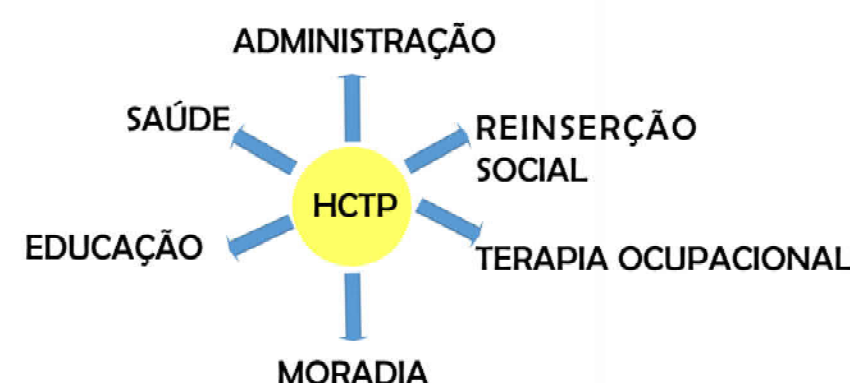 ADMINISTRAÇÃO
SAÚDE
REINSERÇÃO
SOCIAL
HCTP
EDUCAÇÃO
TERAPIA OCUPACIONAL
MORADIA